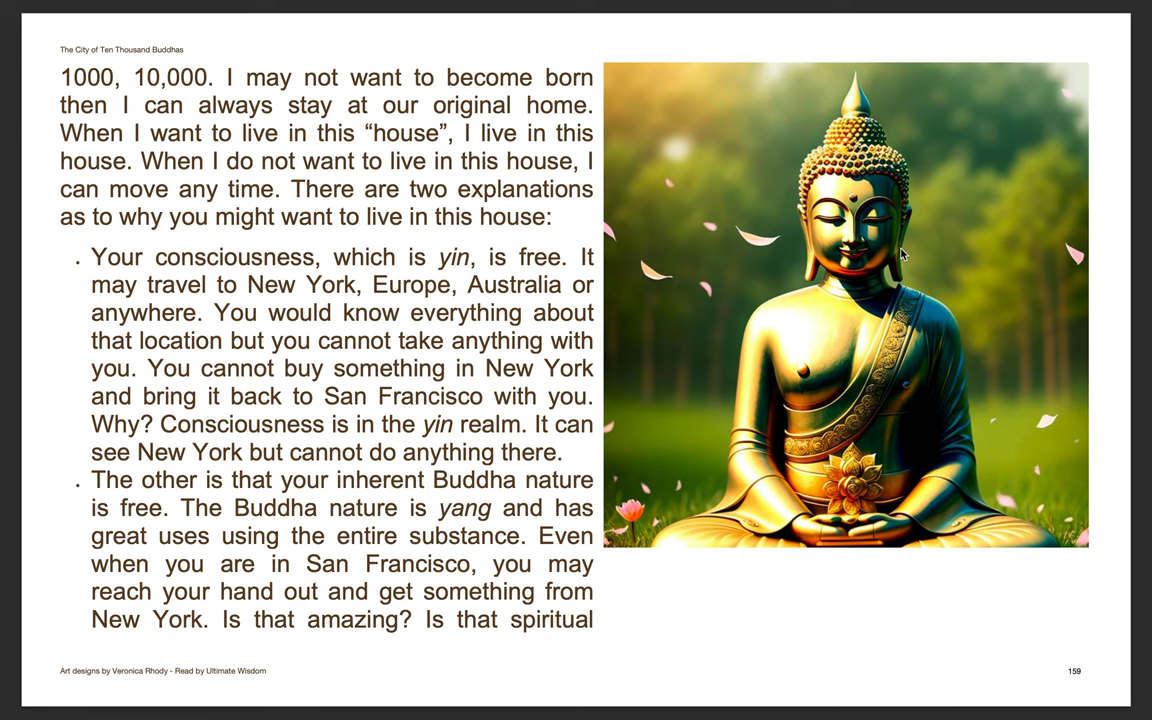 The City of Ten Thousand Buddhas
1000, 10,000. I may not want to become born
then I can always stay at our original home.
When I want to live in this “house”, I live in this
house. When I do not want to live in this house, I
can move any time. There are two explanations
as to why you might want to live in this house:
. Your consciousness, which is yin, is free. It
may travel to New York, Europe, Australia or
anywhere. You would know everything about
that location but you cannot take anything with
you. You cannot buy something in New York
and bring it back to San Francisco with you.
Why? Consciousness is in the yin realm. It can
see New York but cannot do anything there.
. The other is that your inherent Buddha nature
is free. The Buddha nature is yang and has
great uses using the entire substance. Even
when you are in San Francisco, you may
reach your hand out and get something from
New York. Is that amazing? Is that spiritual
Art designs by Veronica Rhody - Read by Ultimate Wisdom
159